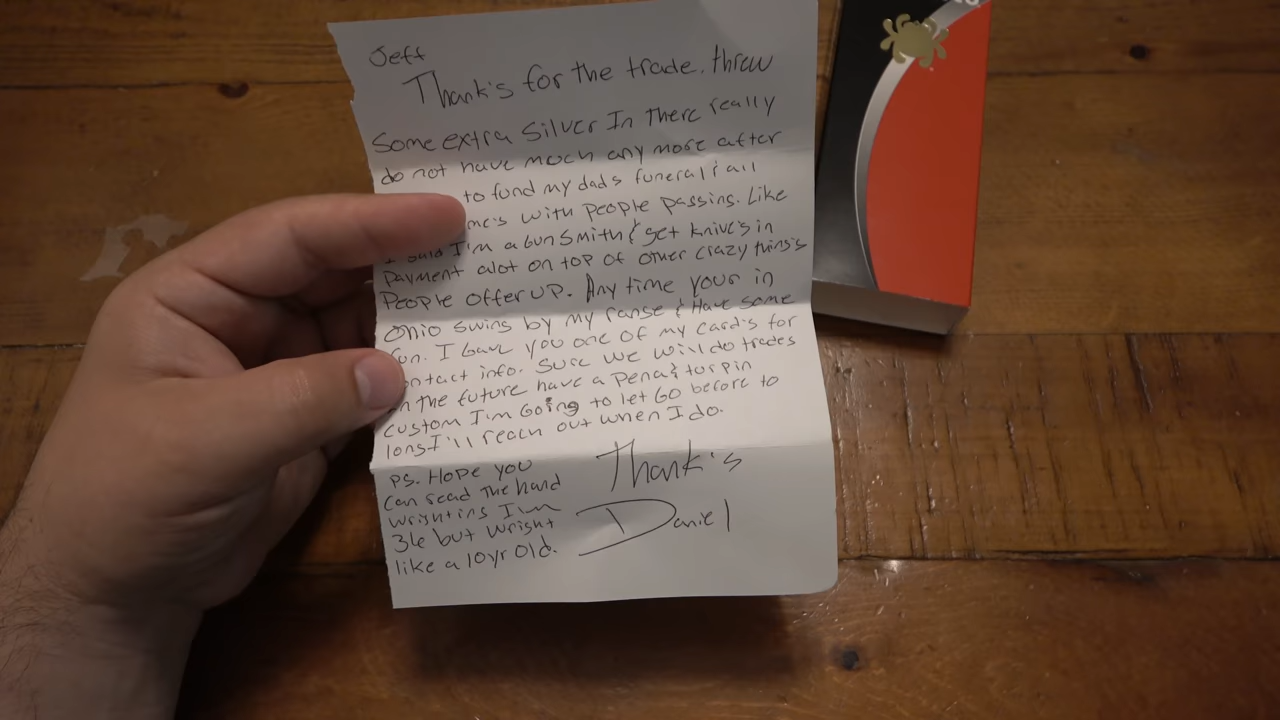 Jeff
Thank's for the trade. threw
Some extra Silver In there really
do not have much any more after
to fund my dads funeral & all
with People passing. Like
I said I'm a GunSmith & get knive's in
payment alot on top of other crazy thing's
People offer up. Any time your in
Ohio swing by my range & Have some
fun. I Gave you one of my card's for
contact info. Sure we will do trades
in the future have a pena & torpin
custom I'm Going to let Go before to
long I'll reach out when I do.
Thank's
Daniel
PS. Hope you
can read the hand
wrighting I'm
36 but wright
like a 10yr old.